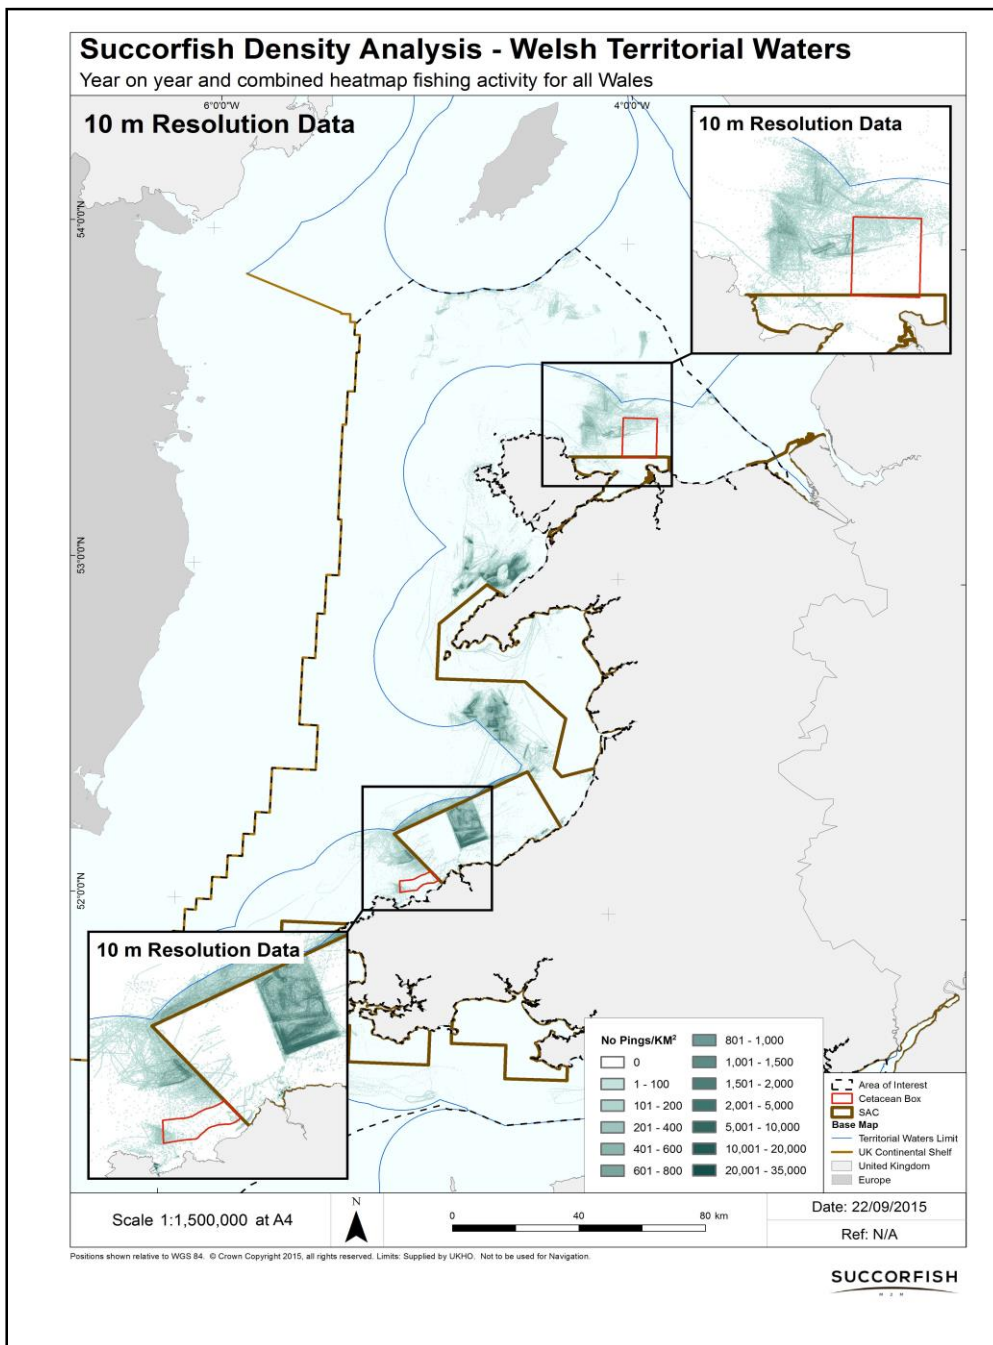 Succorfish Density Analysis - Welsh Territorial Waters
Year on year and combined heatmap fishing activity for all Wales
6°0'0"W
4°0'0"W
10 m Resolution Data
10 m Resolution Data
54°0'0"N
53°0'0"N
52°0'0"N
10 m Resolution Data
No Pings/KM²
0
1 - 100
101 - 200
201 - 400
401 - 600
601 - 800
801 - 1,000
1,001 - 1,500
1,501 - 2,000
2,001 - 5,000
5,001 - 10,000
10,001 - 20,000
20,001 - 35,000
Area of Interest
Cetacean Box
SAC
Base Map
Territorial Waters Limit
UK Continental Shelf
United Kingdom
Europe
Scale 1:1,500,000 at A4
N
0 40 80 km
Date: 22/09/2015
Ref: N/A
Positions shown relative to WGS 84. © Crown Copyright 2015, all rights reserved. Limits: Supplied by UKHO. Not to be used for Navigation.
SUCCORFISH
M 2 M